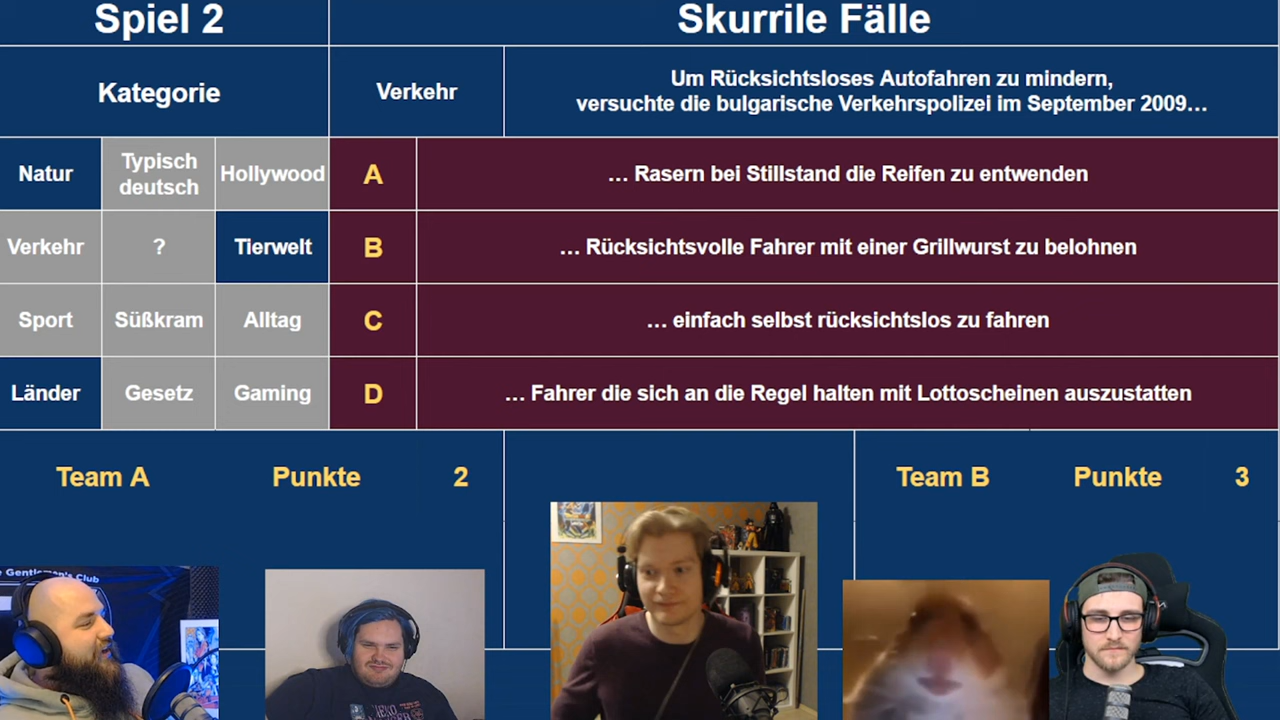 Spiel 2
Skurrile Fälle
Kategorie
Verkehr
Um Rücksichtsloses Autofahren zu mindern,
versuchte die bulgarische Verkehrspolizei im September 2009…
Natur
Typisch
deutsch
Hollywood
A
… Rasern bei Stillstand die Reifen zu entwenden
Verkehr
?
Tierwelt
B
… Rücksichtsvolle Fahrer mit einer Grillwurst zu belohnen
Sport
Süßkram
Alltag
C
… einfach selbst rücksichtslos zu fahren
Länder
Gesetz
Gaming
D
… Fahrer die sich an die Regel halten mit Lottoscheinen auszustatten
Team A
Punkte
2
Team B
Punkte
3
Gentlemen's Club